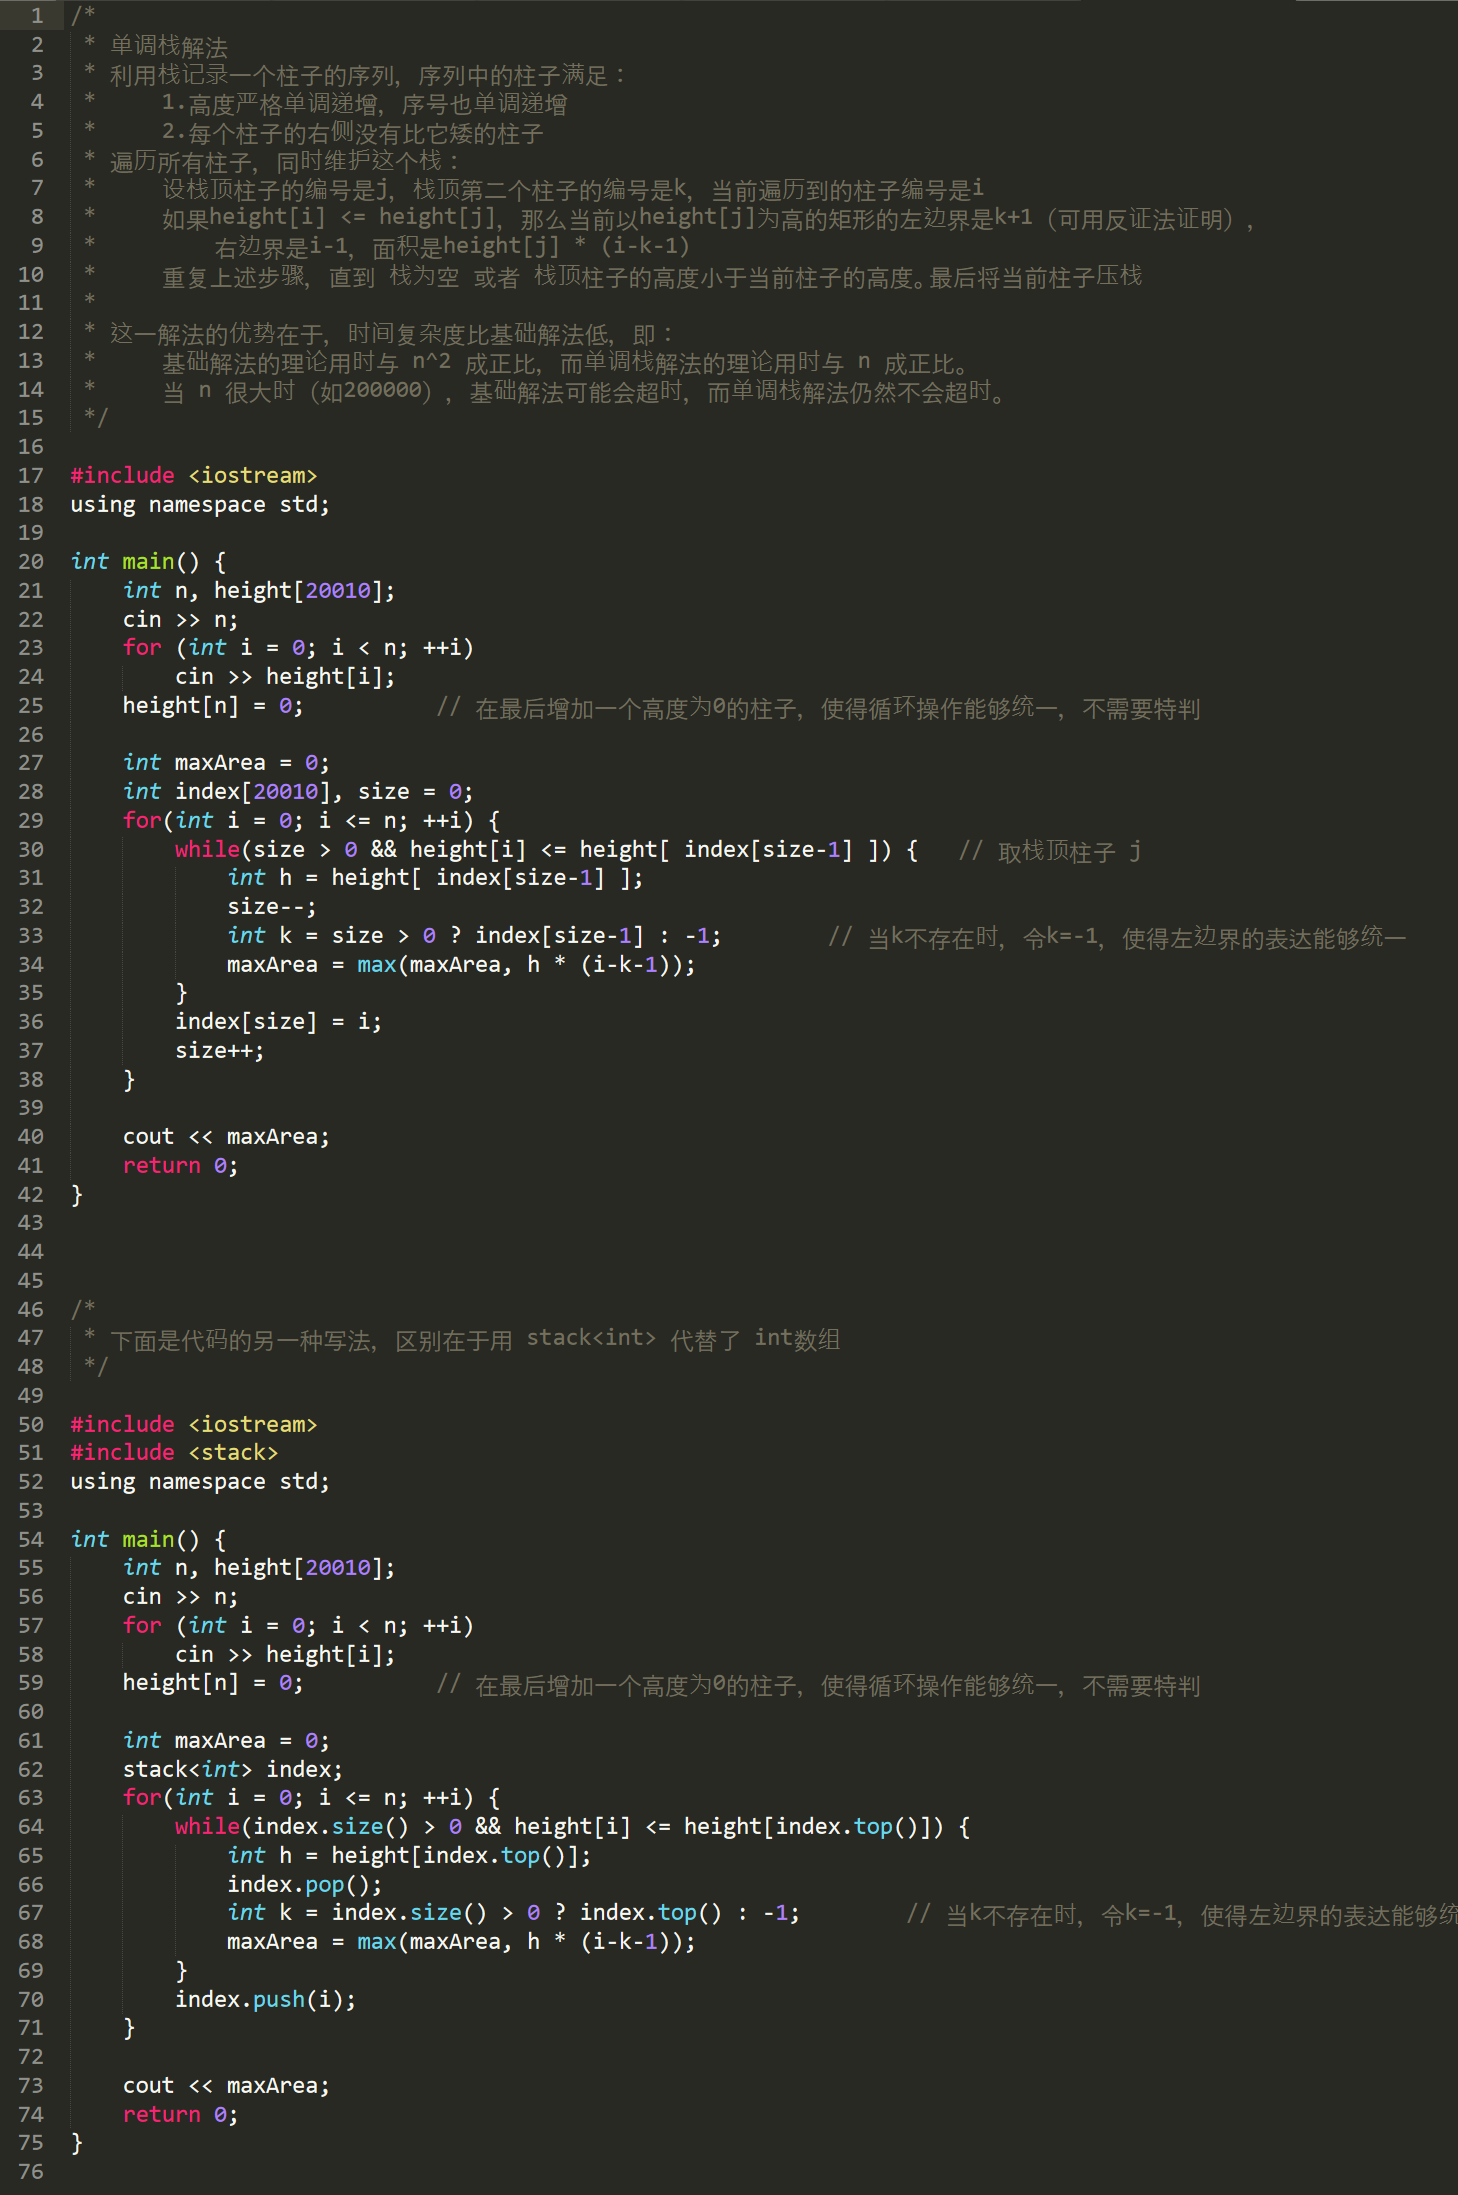 1 /*
2  * 单调栈解法
3  * 利用栈记录一个柱子的序列，序列中的柱子满足：
4  *     1.高度严格单调递增，序号也单调递增
5  *     2.每个柱子的右侧没有比它矮的柱子
6  * 遍历所有柱子，同时维护这个栈：
7  *     设栈顶柱子的编号是j，栈顶第二个柱子的编号是k，当前遍历到的柱子编号是i
8  *     如果height[i] <= height[j]，那么当前以height[j]为高的矩形的左边界是k+1（可用反证法证明），
9  *         右边界是i-1，面积是height[j] * (i-k-1)
10  *     重复上述步骤，直到 栈为空 或者 栈顶柱子的高度小于当前柱子的高度。最后将当前柱子压栈
11  *
12  * 这一解法的优势在于，时间复杂度比基础解法低，即：
13  *     基础解法的理论用时与 n^2 成正比，而单调栈解法的理论用时与 n 成正比。
14  *     当 n 很大时（如200000），基础解法可能会超时，而单调栈解法仍然不会超时。
15  */
16
17 #include <iostream>
18 using namespace std;
19
20 int main() {
21     int n, height[20010];
22     cin >> n;
23     for (int i = 0; i < n; ++i)
24         cin >> height[i];
25     height[n] = 0;          // 在最后增加一个高度为0的柱子，使得循环操作能够统一，不需要特判
26
27     int maxArea = 0;
28     int index[20010], size = 0;
29     for(int i = 0; i <= n; ++i) {
30         while(size > 0 && height[i] <= height[ index[size-1] ]) {   // 取栈顶柱子 j
31             int h = height[ index[size-1] ];
32             size--;
33             int k = size > 0 ? index[size-1] : -1;        // 当k不存在时，令k=-1，使得左边界的表达能够统一
34             maxArea = max(maxArea, h * (i-k-1));
35         }
36         index[size] = i;
37         size++;
38     }
39
40     cout << maxArea;
41     return 0;
42 }
43
44
45
46 /*
47  * 下面是代码的另一种写法，区别在于用 stack<int> 代替了 int数组
48  */
49
50 #include <iostream>
51 #include <stack>
52 using namespace std;
53
54 int main() {
55     int n, height[20010];
56     cin >> n;
57     for (int i = 0; i < n; ++i)
58         cin >> height[i];
59     height[n] = 0;          // 在最后增加一个高度为0的柱子，使得循环操作能够统一，不需要特判
60
61     int maxArea = 0;
62     stack<int> index;
63     for(int i = 0; i <= n; ++i) {
64         while(index.size() > 0 && height[i] <= height[index.top()]) {
65             int h = height[index.top()];
66             index.pop();
67             int k = index.size() > 0 ? index.top() : -1;        // 当k不存在时，令k=-1，使得左边界的表达能够统
68             maxArea = max(maxArea, h * (i-k-1));
69         }
70         index.push(i);
71     }
72
73     cout << maxArea;
74     return 0;
75 }
76